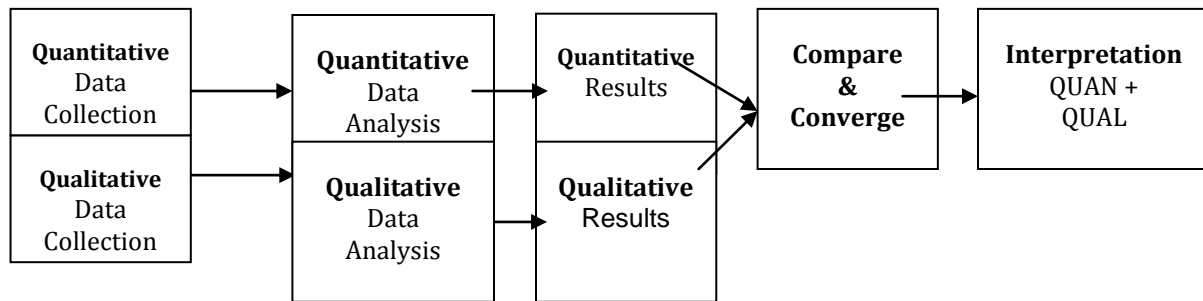 Quantitative
Data
Collection
Qualitative
Data
Collection
Quantitative
Data
Analysis
Qualitative
Data
Analysis
Quantitative
Results
Qualitative
Results
Compare
&
Converge
Interpretation
QUAN +
QUAL